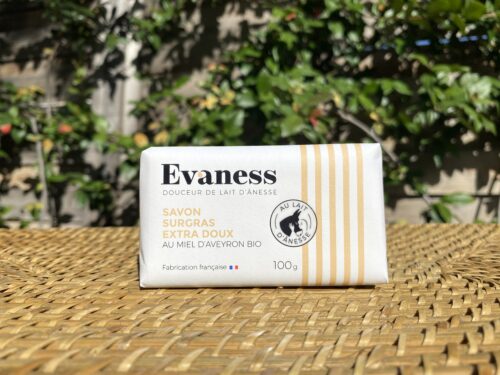 Evaness
DOUCEUR DE LAIT D'ÂNESSE
SAVON
SURGRAS
EXTRA DOUX
AU MIEL D'AVEYRON BIO
AU LAIT
D'ÂNESSE
Fabrication française
100g